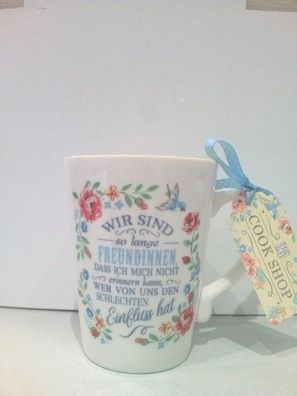 WIR SIND
so lange
FREUNDINNEN,
DASS ICH MICH NICHT
erinnern kann,
WER VON UNS DEN
SCHLECHTEN
Einfluss hat
COOK SHOP